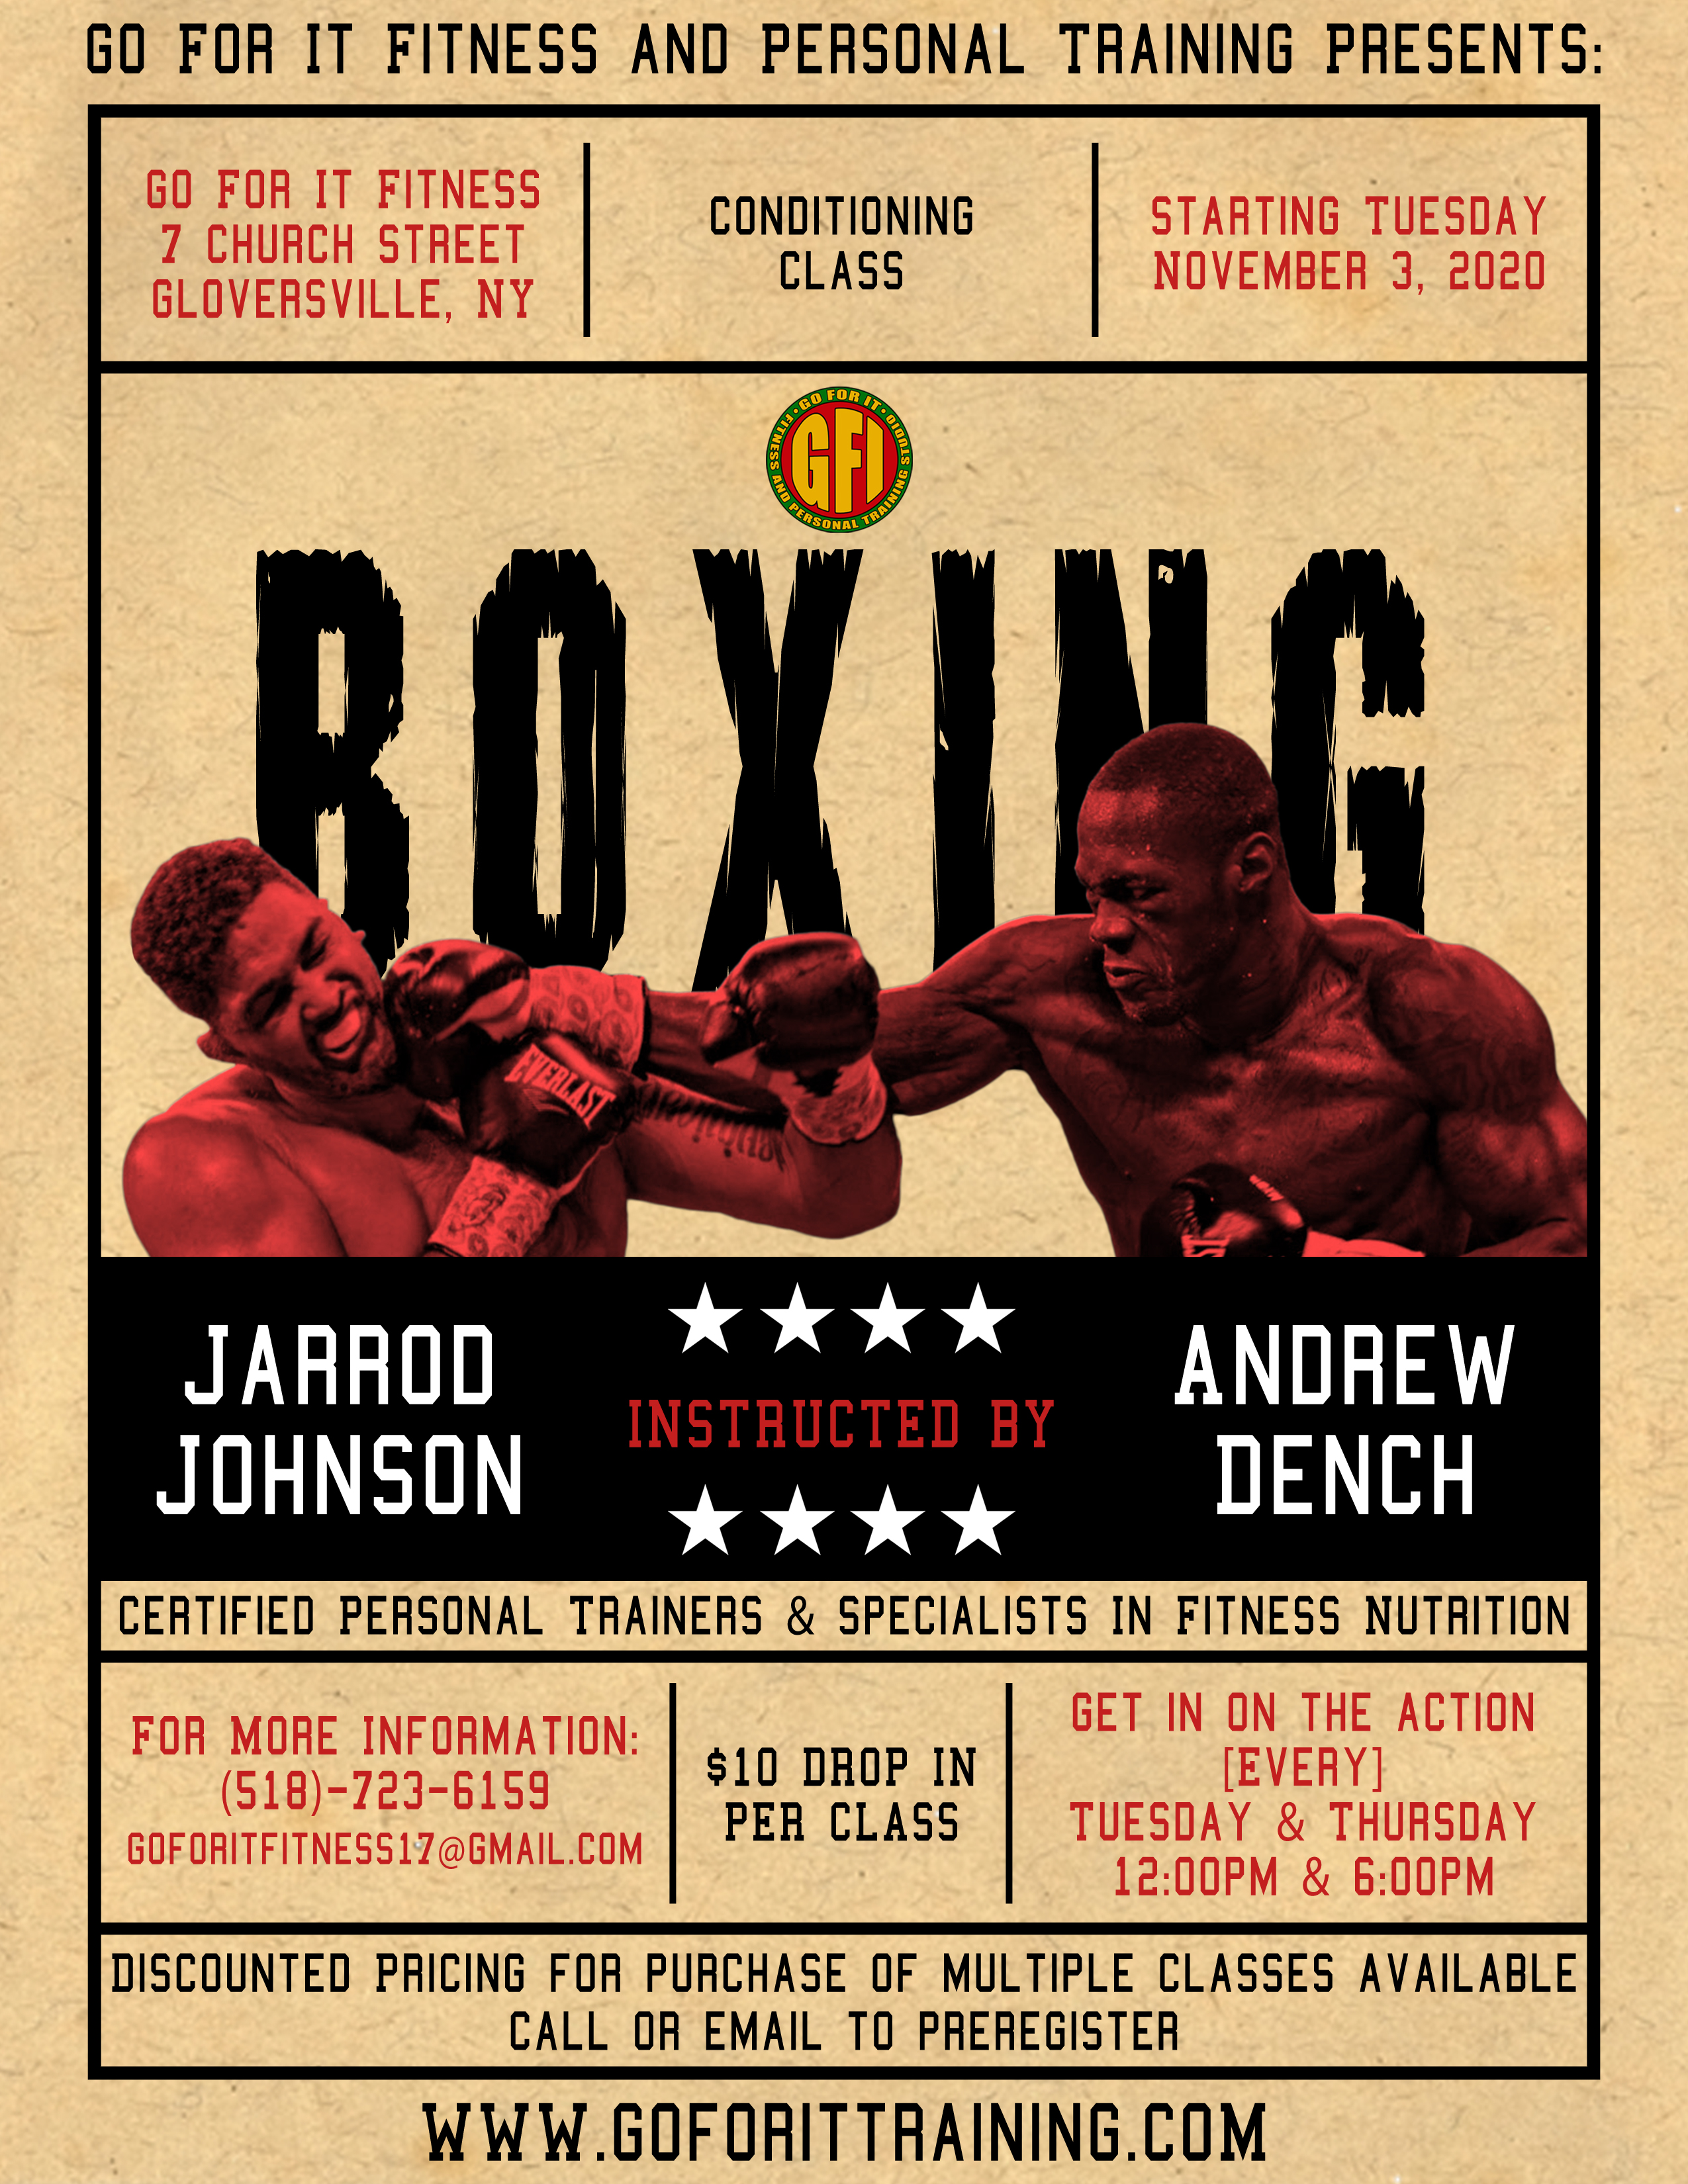 GO FOR IT FITNESS AND PERSONAL TRAINING PRESENTS:
GO FOR IT FITNESS
7 CHURCH STREET
GLOVERSVILLE, NY
CONDITIONING
CLASS
STARTING TUESDAY
NOVEMBER 3, 2020
GO FOR IT
GFI
FITNESS AND PERSONAL TRAINING STUDIO
BOXING
EVERLAST
JARROD
JOHNSON
INSTRUCTED BY
ANDREW
DENCH
CERTIFIED PERSONAL TRAINERS & SPECIALISTS IN FITNESS NUTRITION
FOR MORE INFORMATION:
(518)-723-6159
GOFORITFITNESS17@GMAIL.COM
$10 DROP IN
PER CLASS
GET IN ON THE ACTION
[EVERY]
TUESDAY & THURSDAY
12:00PM & 6:00PM
DISCOUNTED PRICING FOR PURCHASE OF MULTIPLE CLASSES AVAILABLE
CALL OR EMAIL TO PREREGISTER
WWW.GOFORITTRAINING.COM